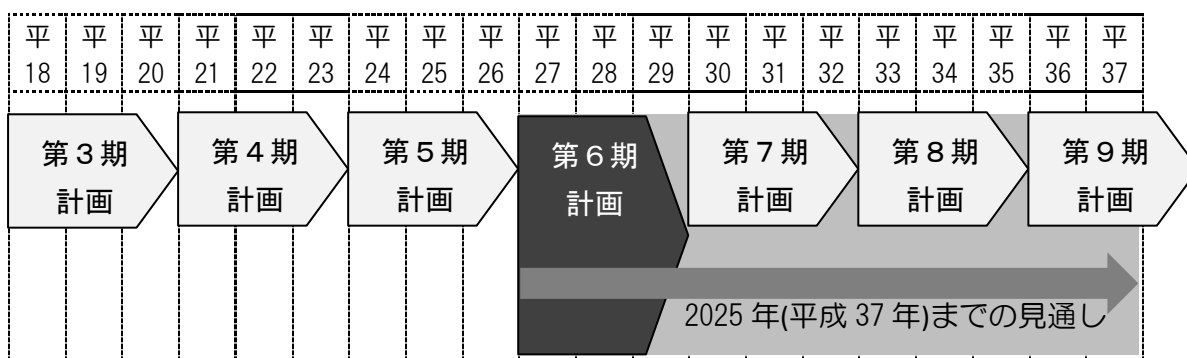 平 平 平 平 平 平 平 平 平 平 平 平 平 平 平 平 平 平 平 平
18 19 20 21 22 23 24 25 26 27 28 29 30 31 32 33 34 35 36 37
第３期
計画
第４期
計画
第５期
計画
第６期
計画
第７期
計画
第８期
計画
第９期
計画
2025 年(平成 37 年)までの見通し